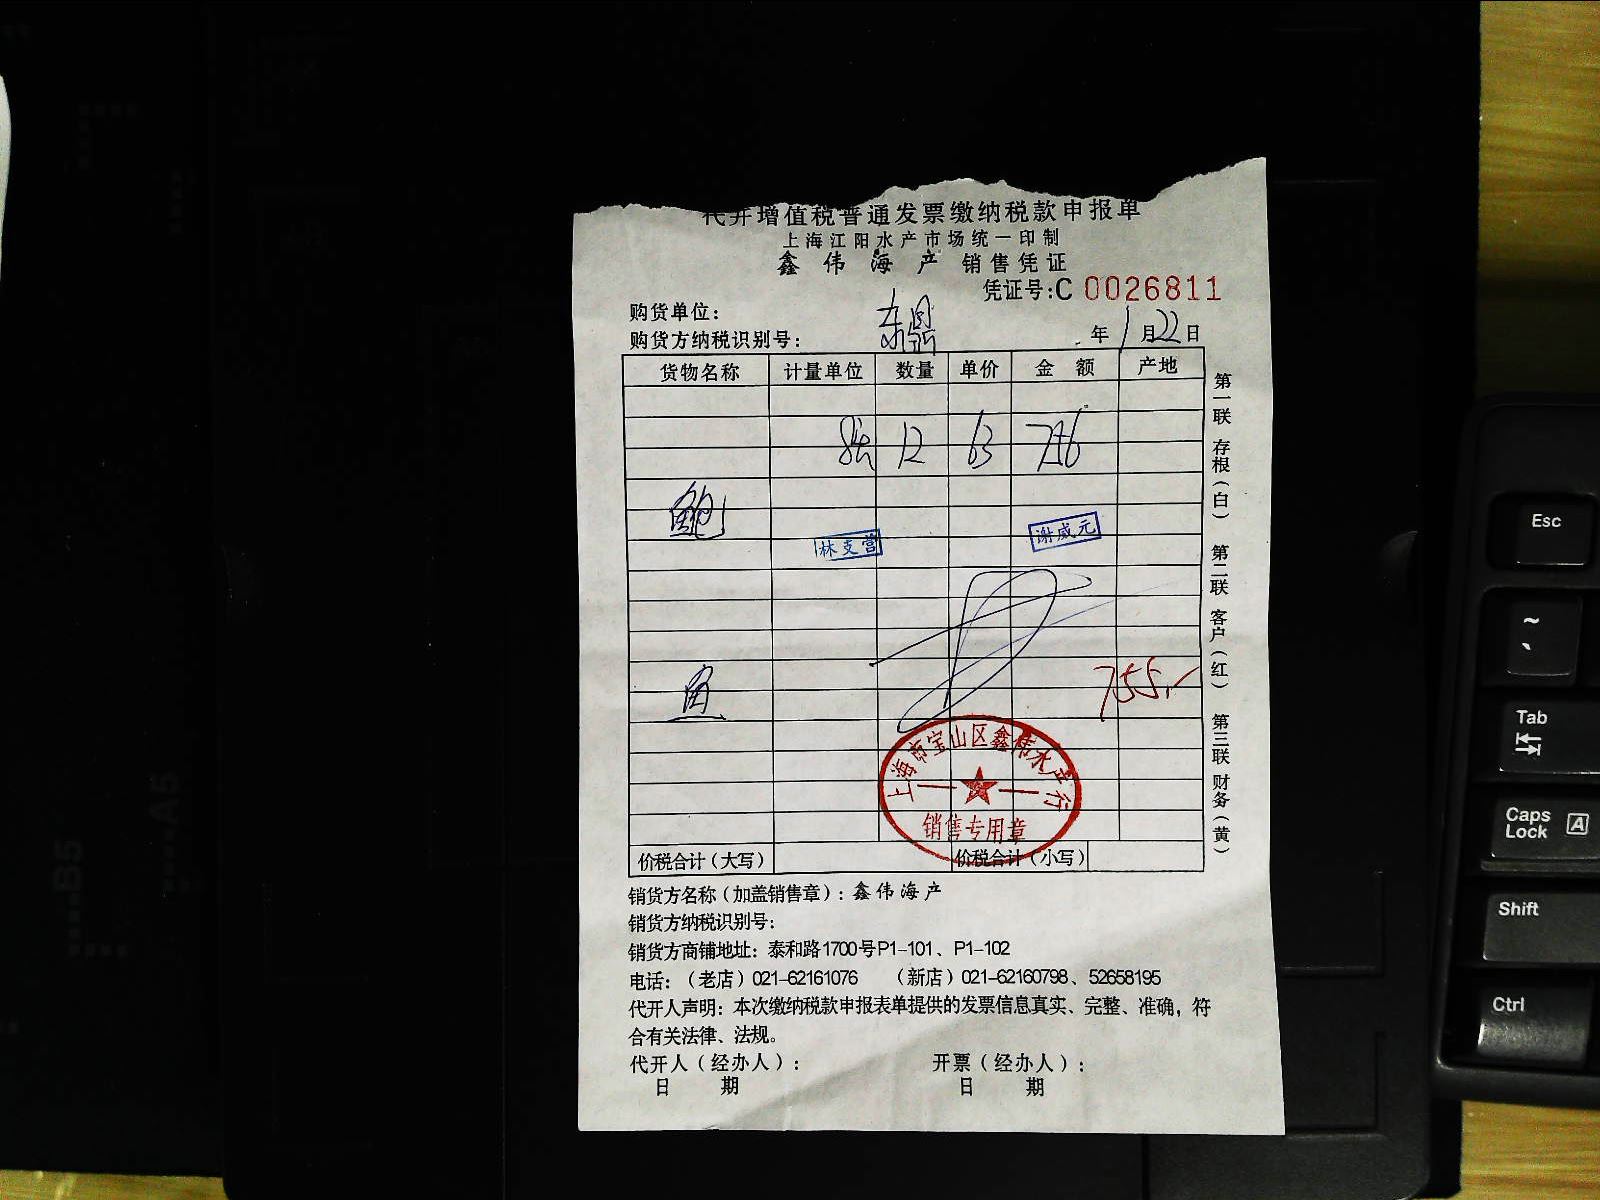 代开增值税普通发票缴纳税款申报单
上海江阳水产市场统一印制
鑫伟海产 销售凭证
凭证号:C 0026811
购货单位:
购货方纳税识别号:
年 1 月 22 日
货物名称 计量单位 数量 单价 金额 产地
12 63 756
鲍
林支营 谢威元
鱼
755.-
上海市宝山区鑫伟水产行
销售专用章
价税合计(大写) 价税合计(小写)
第一联 存根(白) 第二联 客户(红) 第三联 财务(黄)
销货方名称(加盖销售章): 鑫伟海产
销货方纳税识别号:
销货方商铺地址: 泰和路1700号P1-101、P1-102
电话:(老店)021-62161076 (新店)021-62160798、52658195
代开人声明: 本次缴纳税款申报表单提供的发票信息真实、完整、准确,符
合有关法律、法规。
代开人(经办人): 开票(经办人):
日 期 日 期
Esc
~
Tab
Caps Lock A
Shift
Ctrl
B5
A5